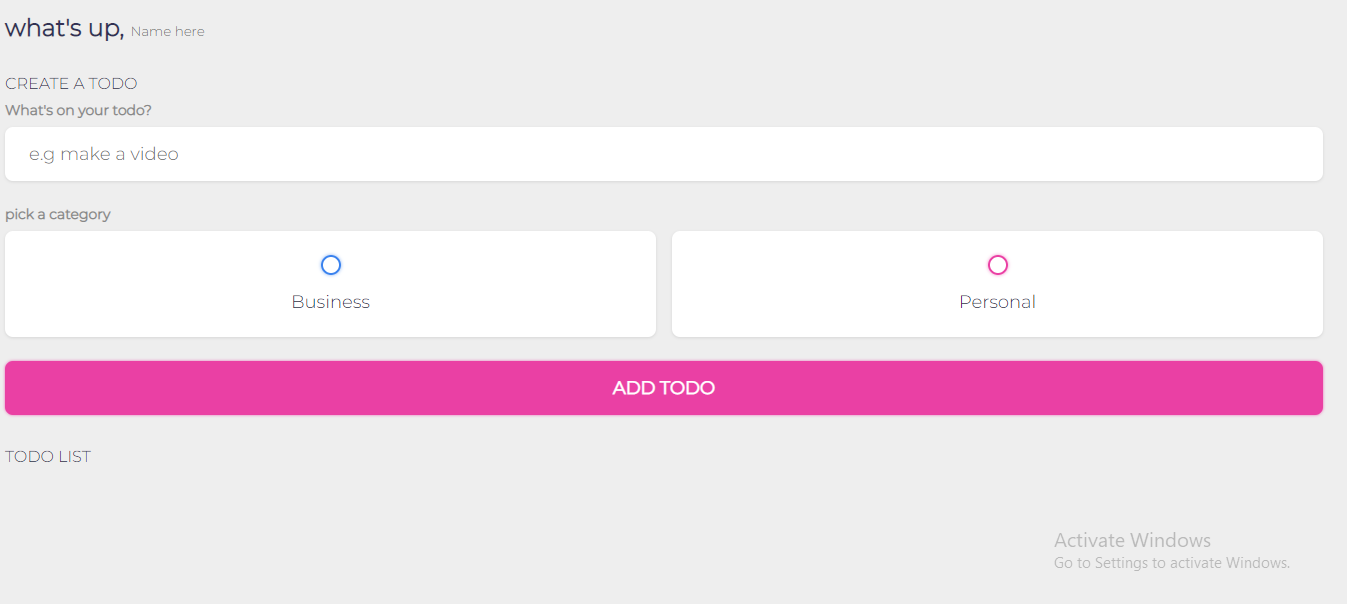 what's up, Name here
CREATE A TODO
What's on your todo?
e.g make a video
pick a category
Business
Personal
ADD TODO
TODO LIST
Activate Windows
Go to Settings to activate Windows.